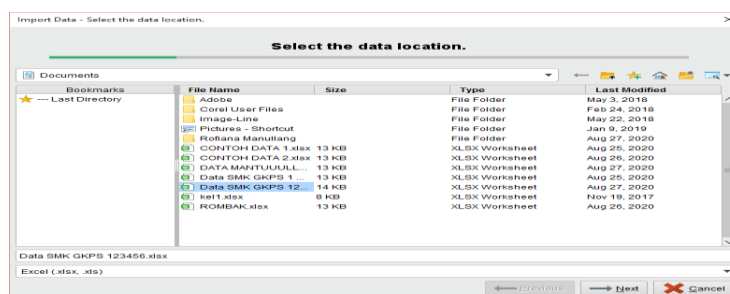 Import Data - Select the data location.
Select the data location.
Documents
Bookmarks File Name Size Type Last Modified
--- Last Directory
Adobe File Folder May 3, 2018
Corel User Files File Folder Feb 24, 2018
Image-Line File Folder May 22, 2018
Pictures - Shortcut File Folder Jan 9, 2019
Rofiana Manullang File Folder Aug 27, 2020
CONTOH DATA 1.xlsx 13 KB XLSX Worksheet Aug 25, 2020
CONTOH DATA 2.xlsx 13 KB XLSX Worksheet Aug 26, 2020
DATA MANTUUULL... 13 KB XLSX Worksheet Aug 27, 2020
Data SMK GKPS 1 ... 13 KB XLSX Worksheet Aug 25, 2020
Data SMK GKPS 12... 14 KB XLSX Worksheet Aug 27, 2020
kel1.xlsx 8 KB XLSX Worksheet Nov 19, 2017
ROMBAK.xlsx 13 KB XLSX Worksheet Aug 26, 2020
Data SMK GKPS 123456.xlsx
Excel (.xlsx, .xls)
Previous Next Cancel